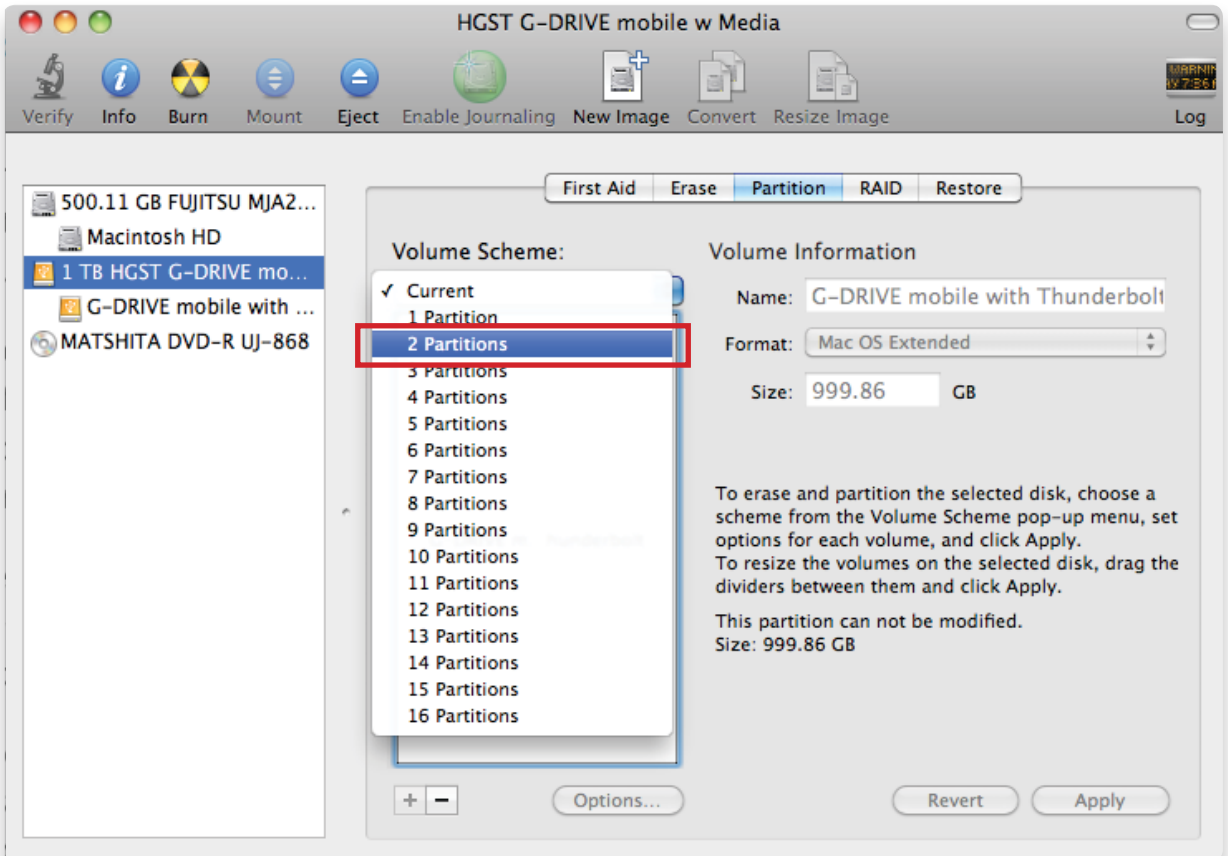 HGST G-DRIVE mobile w Media
Verify Info Burn Mount Eject Enable Journaling New Image Convert Resize Image Log
First Aid Erase Partition RAID Restore
500.11 GB FUJITSU MJA2...
Macintosh HD
1 TB HGST G-DRIVE mo...
G-DRIVE mobile with ...
MATSHITA DVD-R UJ-868
Volume Scheme:
✓ Current
1 Partition
2 Partitions
3 Partitions
4 Partitions
5 Partitions
6 Partitions
7 Partitions
8 Partitions
9 Partitions
10 Partitions
11 Partitions
12 Partitions
13 Partitions
14 Partitions
15 Partitions
16 Partitions
+ −
Options...
Volume Information
Name: G-DRIVE mobile with Thunderbolt
Format: Mac OS Extended
Size: 999.86 GB
To erase and partition the selected disk, choose a
scheme from the Volume Scheme pop-up menu, set
options for each volume, and click Apply.
To resize the volumes on the selected disk, drag the
dividers between them and click Apply.
This partition can not be modified.
Size: 999.86 GB
Revert Apply